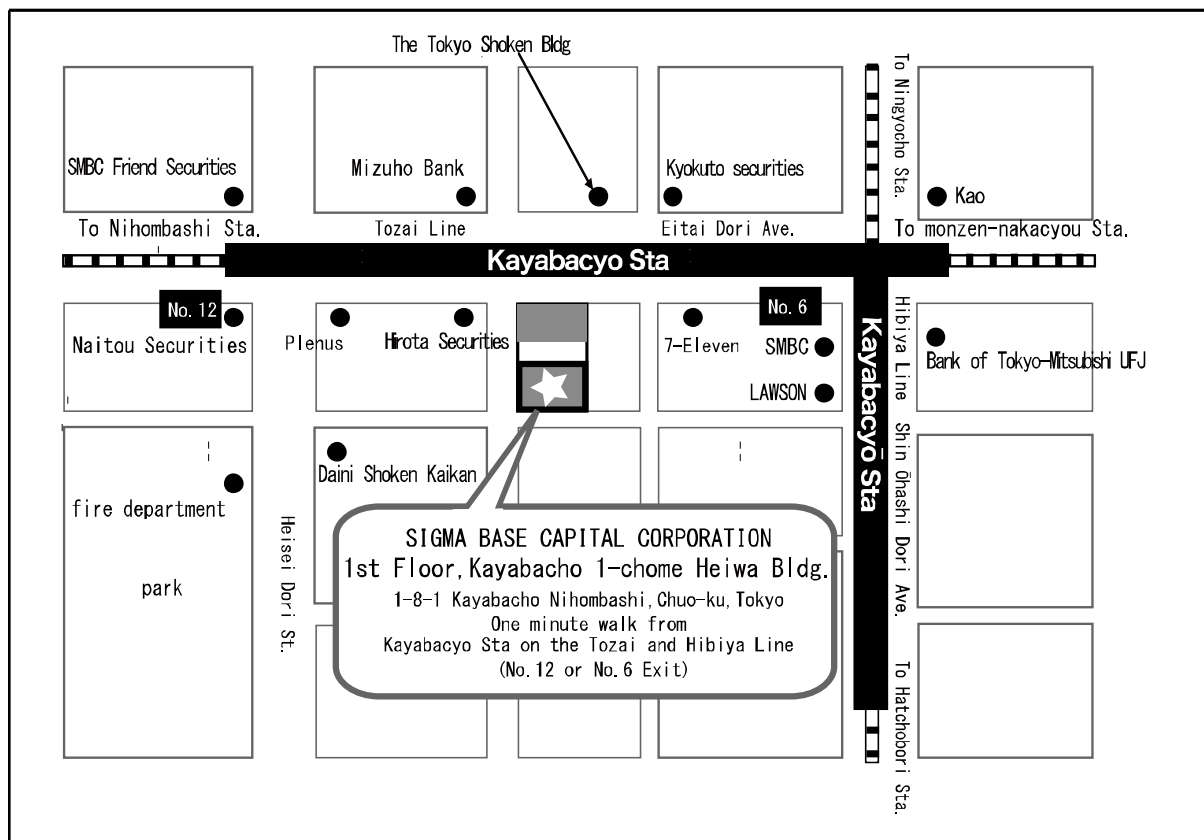 The Tokyo Shoken Bldg
To Ningyocho Sta.
SMBC Friend Securities
Mizuho Bank
Kyokuto securities
Kao
To Nihombashi Sta.
Tozai Line
Eitai Dori Ave.
To monzen-nakacyou Sta.
Kayabacyo Sta
No. 12
No. 6
Naitou Securities
Plenus
Hirota Securities
7-Eleven
SMBC
LAWSON
Kayabacyo Sta
Hibiya Line
Bank of Tokyo-Mitsubishi UFJ
Daini Shoken Kaikan
fire department
park
Heisei Dori St.
Shin Ōhashi Dori Ave.
SIGMA BASE CAPITAL CORPORATION
1st Floor, Kayabacho 1-chome Heiwa Bldg.
1-8-1 Kayabacho Nihombashi, Chuo-ku, Tokyo
One minute walk from
Kayabacyo Sta on the Tozai and Hibiya Line
(No. 12 or No. 6 Exit)
To Hatchobori Sta.